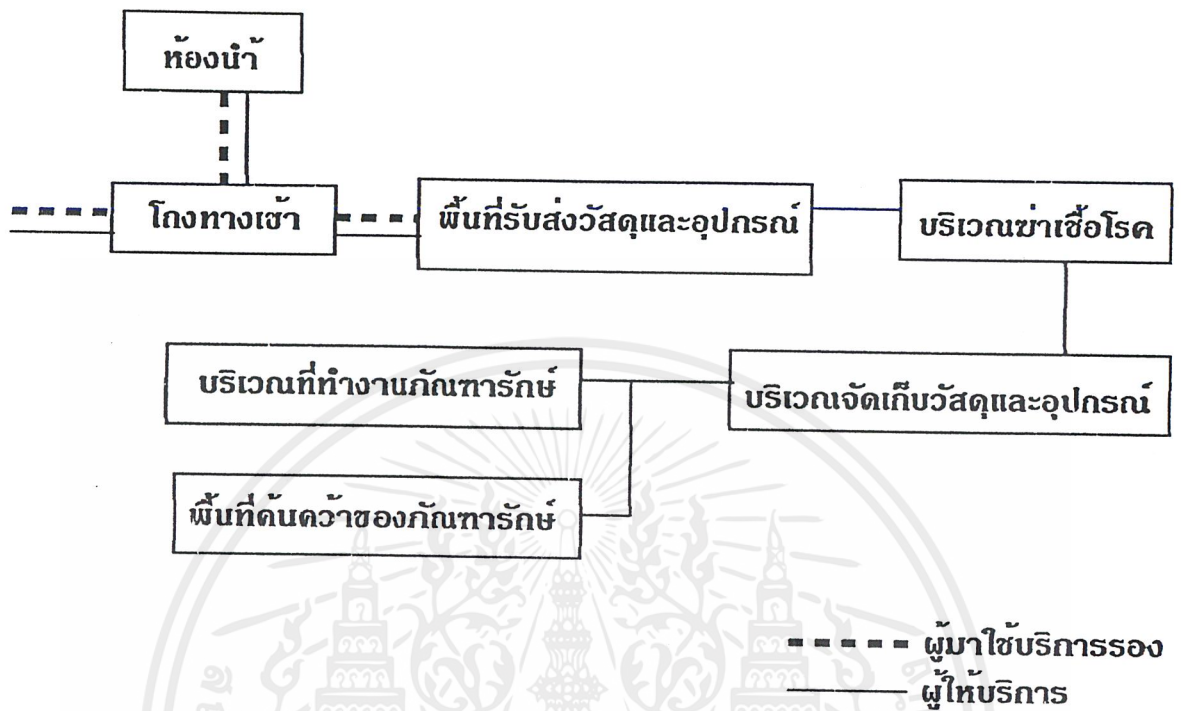 ห้องน้ำ
โถงทางเข้า
พื้นที่รับส่งวัสดุและอุปกรณ์
บริเวณฆ่าเชื้อโรค
บริเวณที่ทำงานภัณฑารักษ์
บริเวณจัดเก็บวัสดุและอุปกรณ์
พื้นที่ค้นคว้าของภัณฑารักษ์
ผู้มาใช้บริการรอง
ผู้ให้บริการ